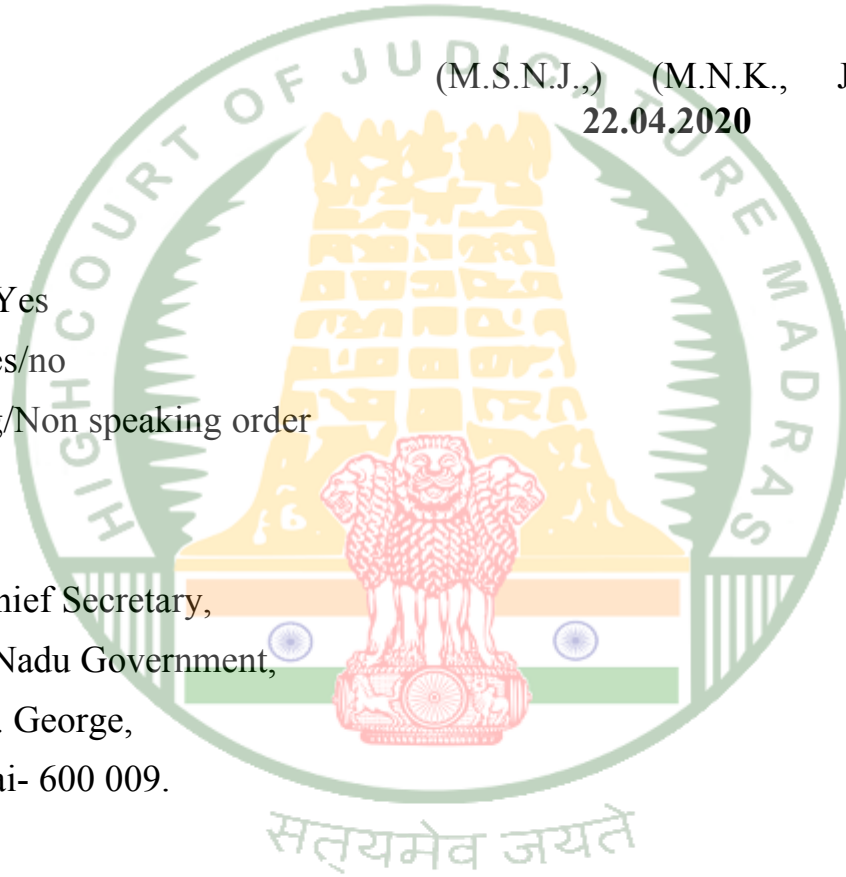 (M.S.N.J.,) (M.N.K., J
22.04.2020
HIGH COURT OF JUDICATURE MADRAS
Yes
es/no
g/Non speaking order
hief Secretary,
Nadu Government,
. George,
ai- 600 009.
सत्यमेव जयते